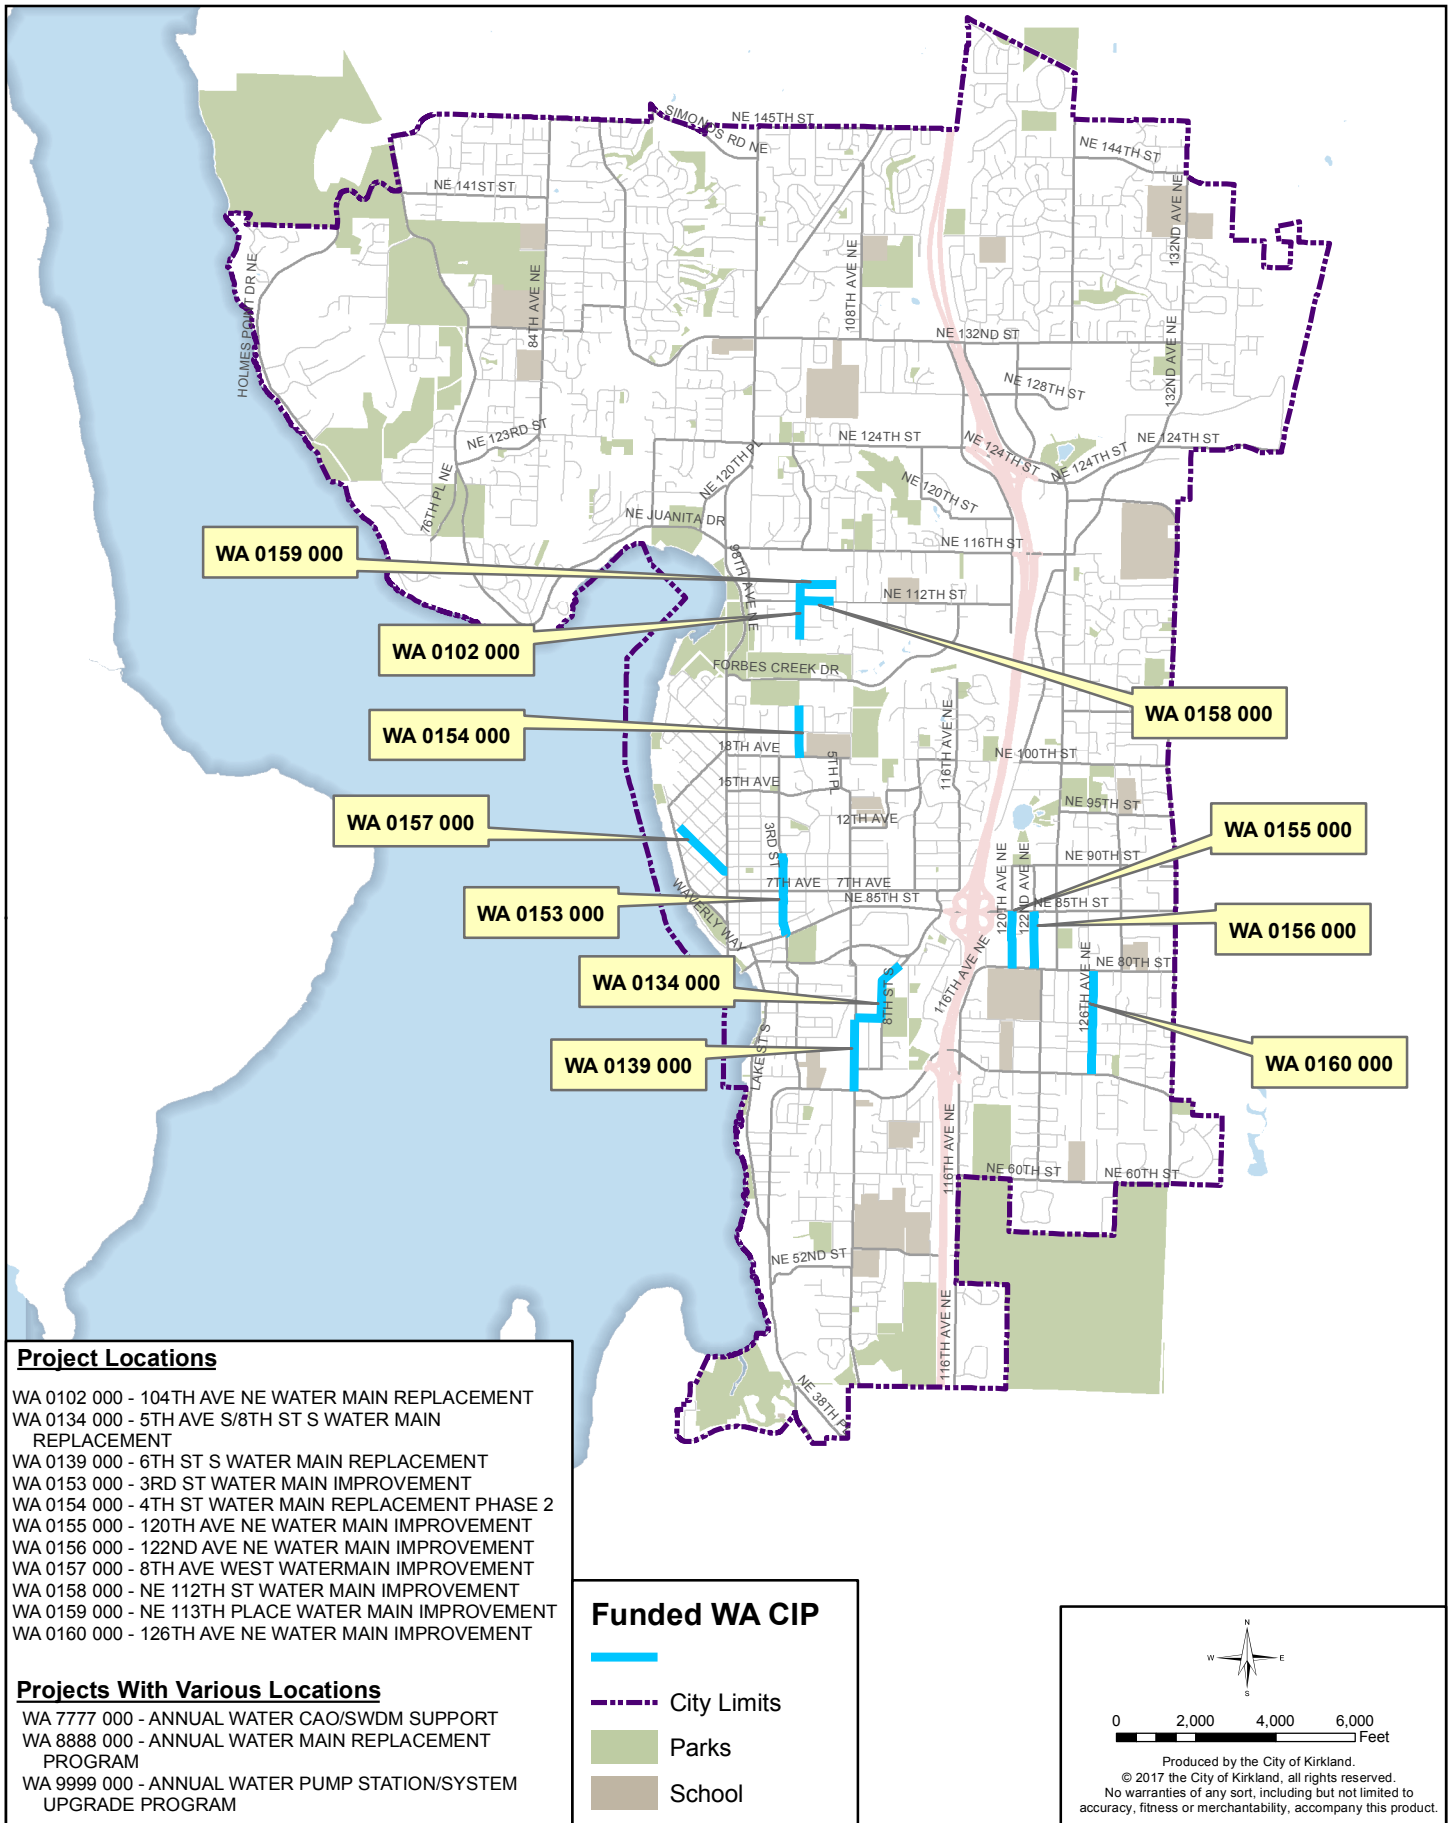 SIMONDS RD NE
NE 145TH ST
NE 144TH ST
NE 141ST ST
132ND AVE NE
HOLMES POINT DR NE
84TH AVE NE
108TH AVE NE
NE 132ND ST
132ND AVE NE
NE 128TH ST
NE 123RD ST
NE 124TH ST
NE 124TH ST
NE 124TH ST
NE 124TH ST
76TH PL NE
NE 120TH PL
NE 120TH ST
NE JUANITA DR
WA 0159 000
NE 116TH ST
98TH AVE NE
NE 112TH ST
WA 0102 000
FORBES CREEK DR
WA 0158 000
WA 0154 000
116TH AVE NE
18TH AVE
NE 100TH ST
5TH PL
15TH AVE
NE 95TH ST
WA 0157 000
12TH AVE
WA 0155 000
3RD ST
120TH AVE NE
122ND AVE NE
NE 90TH ST
7TH AVE
7TH AVE
NE 85TH ST
NE 85TH ST
WA 0153 000
WAVERLY WAY
WA 0156 000
116TH AVE NE
NE 80TH ST
WA 0134 000
8TH ST S
126TH AVE NE
LAKE ST S
WA 0139 000
WA 0160 000
116TH AVE NE
NE 60TH ST
NE 60TH ST
NE 52ND ST
116TH AVE NE
NE 38TH PL
Project Locations
WA 0102 000 - 104TH AVE NE WATER MAIN REPLACEMENT
WA 0134 000 - 5TH AVE S/8TH ST S WATER MAIN
REPLACEMENT
WA 0139 000 - 6TH ST S WATER MAIN REPLACEMENT
WA 0153 000 - 3RD ST WATER MAIN IMPROVEMENT
WA 0154 000 - 4TH ST WATER MAIN REPLACEMENT PHASE 2
WA 0155 000 - 120TH AVE NE WATER MAIN IMPROVEMENT
WA 0156 000 - 122ND AVE NE WATER MAIN IMPROVEMENT
WA 0157 000 - 8TH AVE WEST WATERMAIN IMPROVEMENT
WA 0158 000 - NE 112TH ST WATER MAIN IMPROVEMENT
WA 0159 000 - NE 113TH PLACE WATER MAIN IMPROVEMENT
WA 0160 000 - 126TH AVE NE WATER MAIN IMPROVEMENT
Projects With Various Locations
WA 7777 000 - ANNUAL WATER CAO/SWDM SUPPORT
WA 8888 000 - ANNUAL WATER MAIN REPLACEMENT
PROGRAM
WA 9999 000 - ANNUAL WATER PUMP STATION/SYSTEM
UPGRADE PROGRAM
Funded WA CIP
City Limits
Parks
School
N
W E
S
0 2,000 4,000 6,000
Feet
Produced by the City of Kirkland.
© 2017 the City of Kirkland, all rights reserved.
No warranties of any sort, including but not limited to
accuracy, fitness or merchantability, accompany this product.